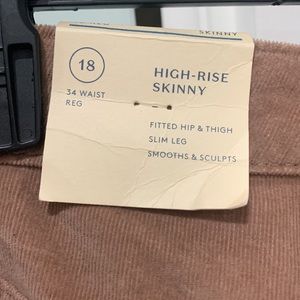 SKINNY
18
34 WAIST
REG
HIGH-RISE
SKINNY
FITTED HIP & THIGH
SLIM LEG
SMOOTHS & SCULPTS